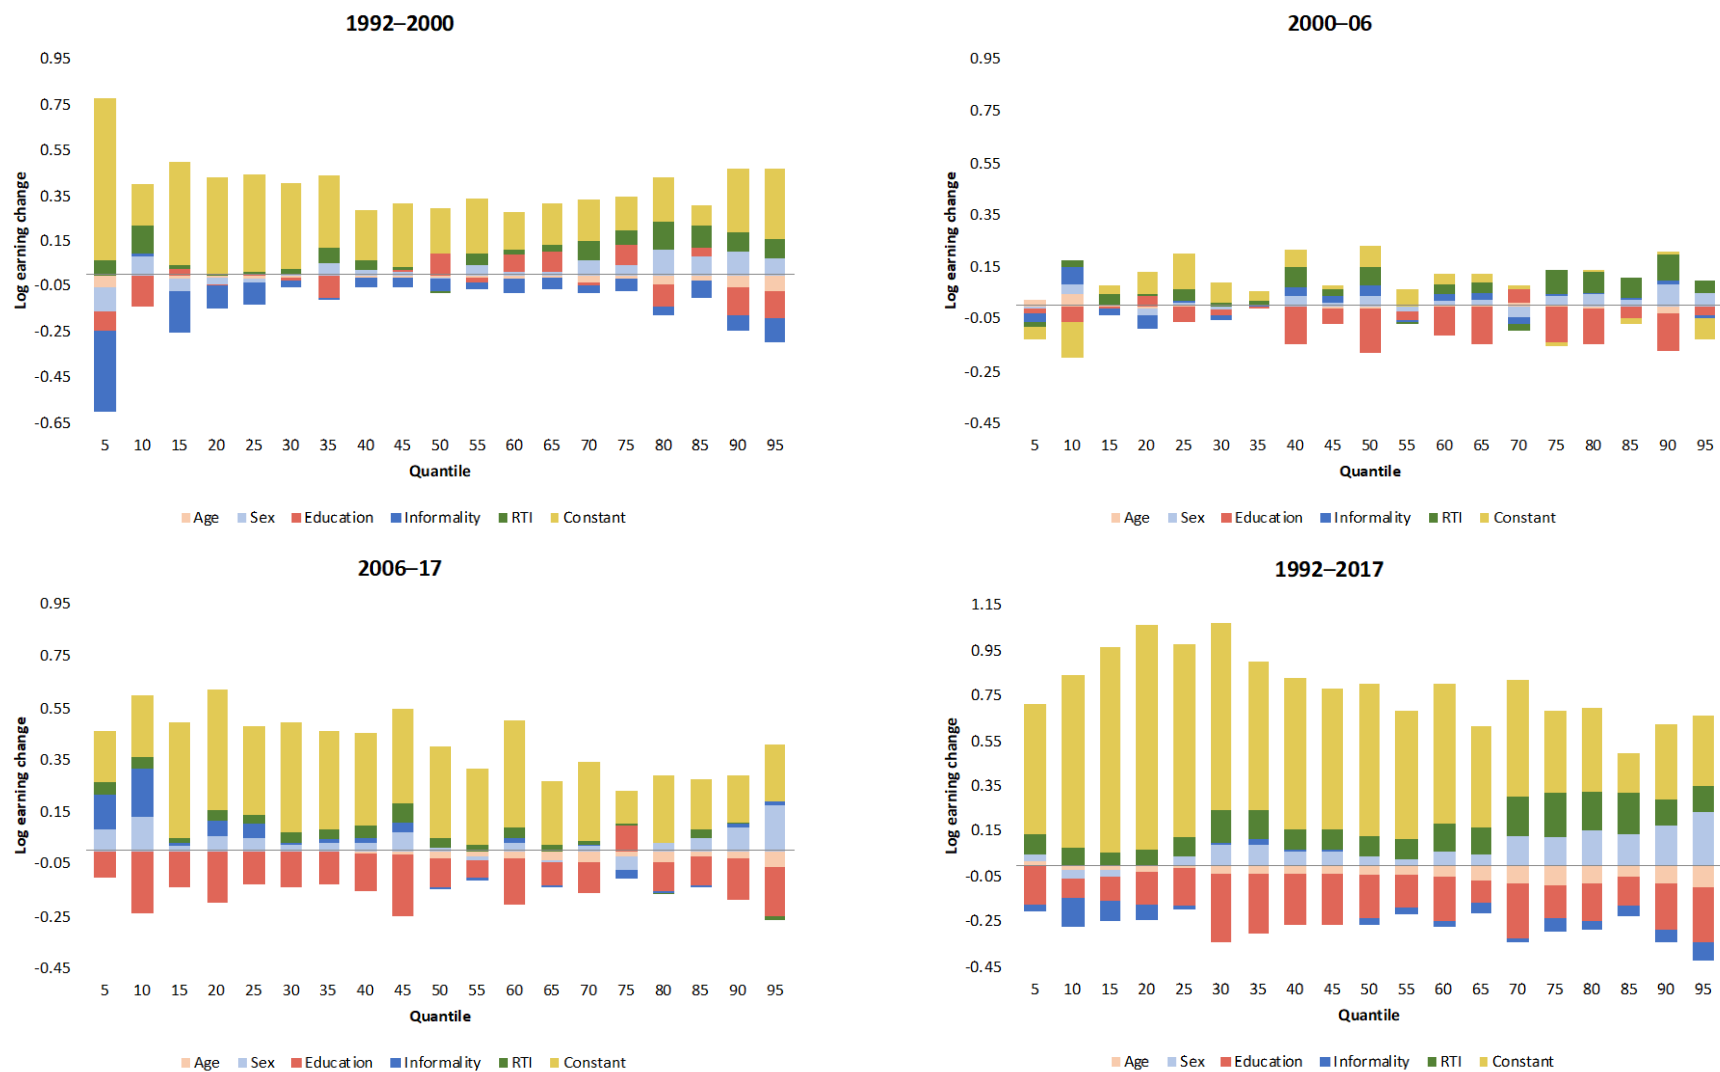 1992–2000
0.95
0.75
0.55
0.35
0.15
-0.05
-0.25
-0.45
-0.65
Log earning change
5 10 15 20 25 30 35 40 45 50 55 60 65 70 75 80 85 90 95
Quantile
Age Sex Education Informality RTI Constant
2000–06
0.95
0.75
0.55
0.35
0.15
-0.05
-0.25
-0.45
Log earning change
5 10 15 20 25 30 35 40 45 50 55 60 65 70 75 80 85 90 95
Quantile
Age Sex Education Informality RTI Constant
2006–17
0.95
0.75
0.55
0.35
0.15
-0.05
-0.25
-0.45
Log earning change
5 10 15 20 25 30 35 40 45 50 55 60 65 70 75 80 85 90 95
Quantile
Age Sex Education Informality RTI Constant
1992–2017
1.15
0.95
0.75
0.55
0.35
0.15
-0.05
-0.25
-0.45
Log earning change
5 10 15 20 25 30 35 40 45 50 55 60 65 70 75 80 85 90 95
Quantile
Age Sex Education Informality RTI Constant